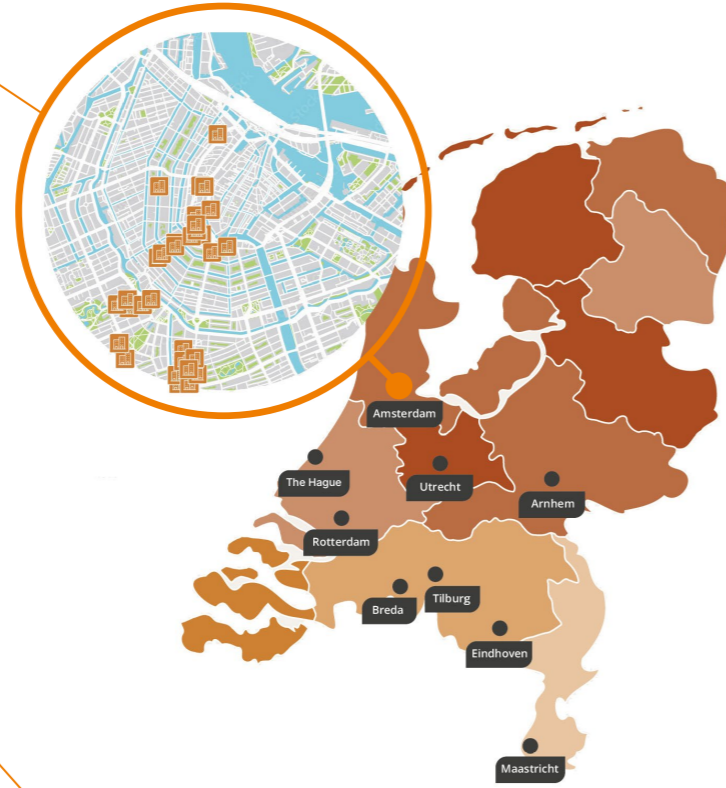 Amsterdam
The Hague
Utrecht
Arnhem
Rotterdam
Tilburg
Breda
Eindhoven
Maastricht